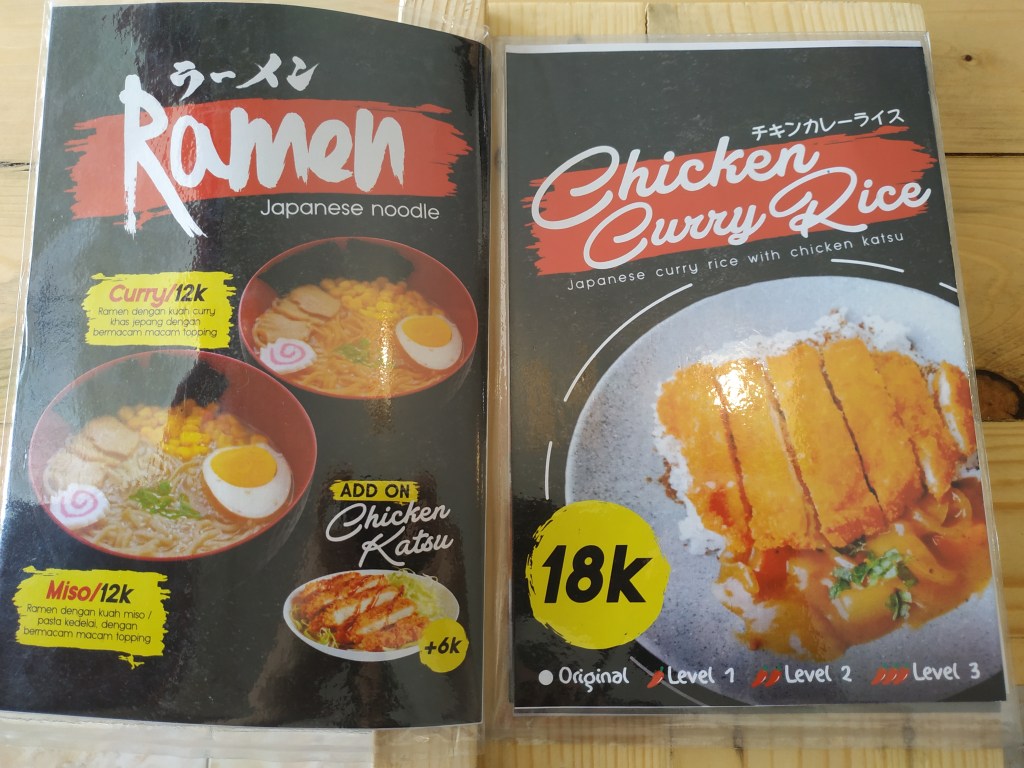 ラーメン
Ramen
Japanese noodle
Curry/12k
Ramen dengan kuah curry
khas jepang dengan
bermacam macam topping
Miso/12k
Ramen dengan kuah miso /
pasta kedelai, dengan
bermacam macam topping
ADD ON
Chicken
Katsu
+6k
チキンカレーライス
Chicken
Curry Rice
Japanese curry rice with chicken katsu
18k
Original Level 1 Level 2 Level 3